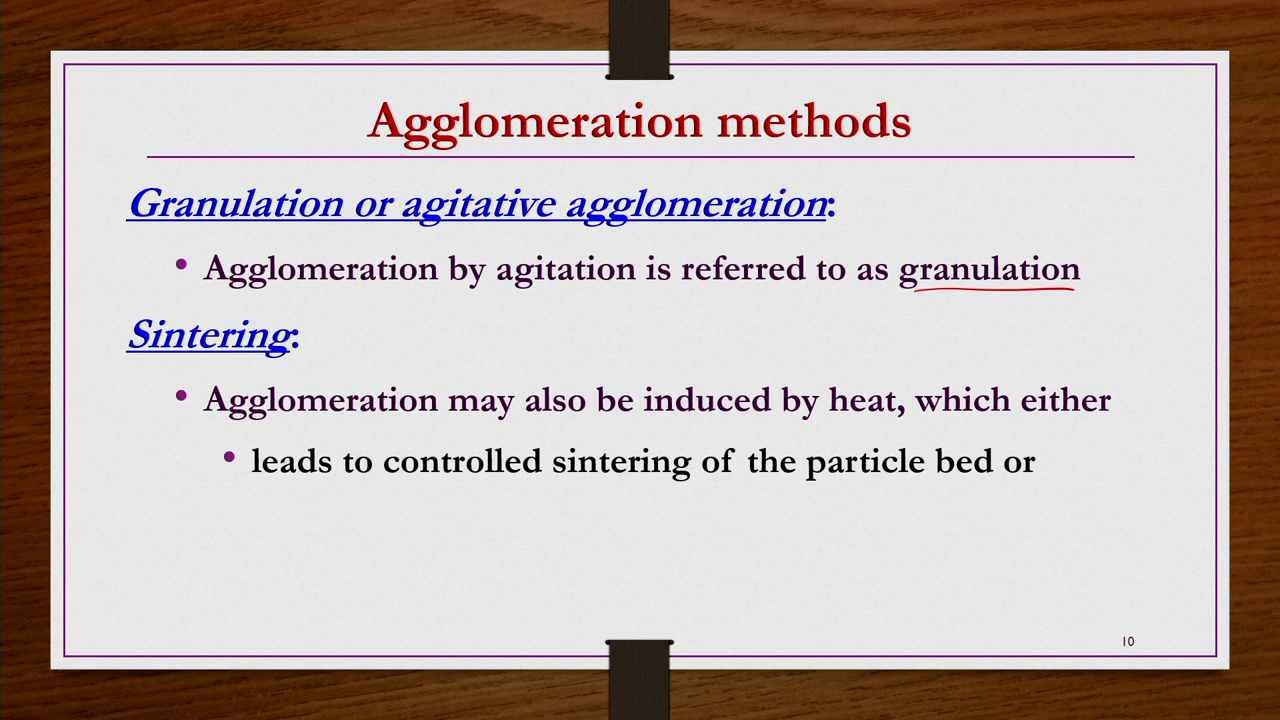 Agglomeration methods
Granulation or agitative agglomeration:
• Agglomeration by agitation is referred to as granulation
Sintering:
• Agglomeration may also be induced by heat, which either
• leads to controlled sintering of the particle bed or
10